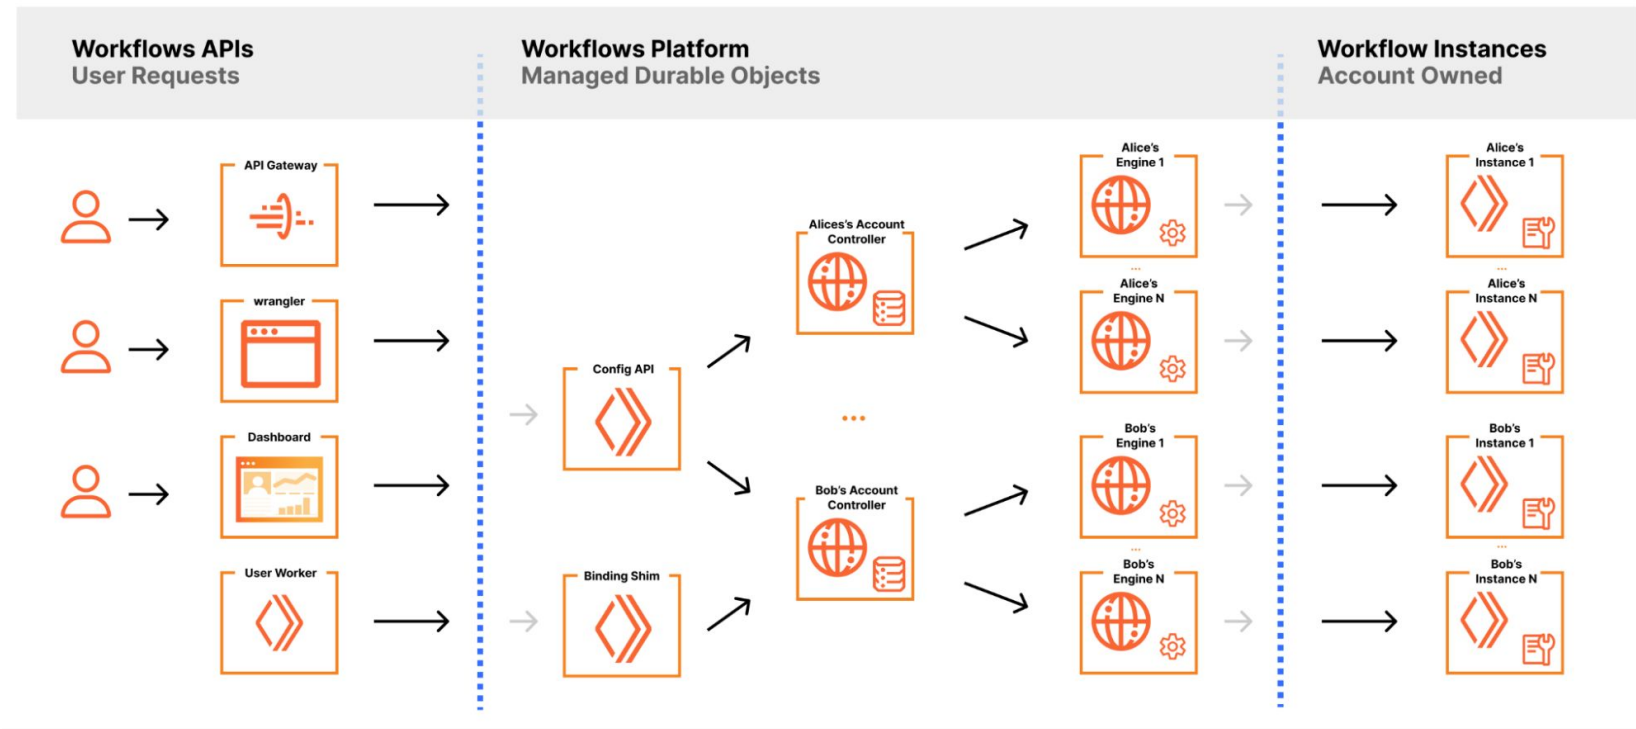 Workflows APIs
User Requests
Workflows Platform
Managed Durable Objects
Workflow Instances
Account Owned
API Gateway
wrangler
Dashboard
User Worker
Config API
Binding Shim
Alices's Account
Controller
...
Bob's Account
Controller
Alice's
Engine 1
...
Alice's
Engine N
Bob's
Engine 1
...
Bob's
Engine N
Alice's
Instance 1
...
Alice's
Instance N
Bob's
Instance 1
...
Bob's
Instance N